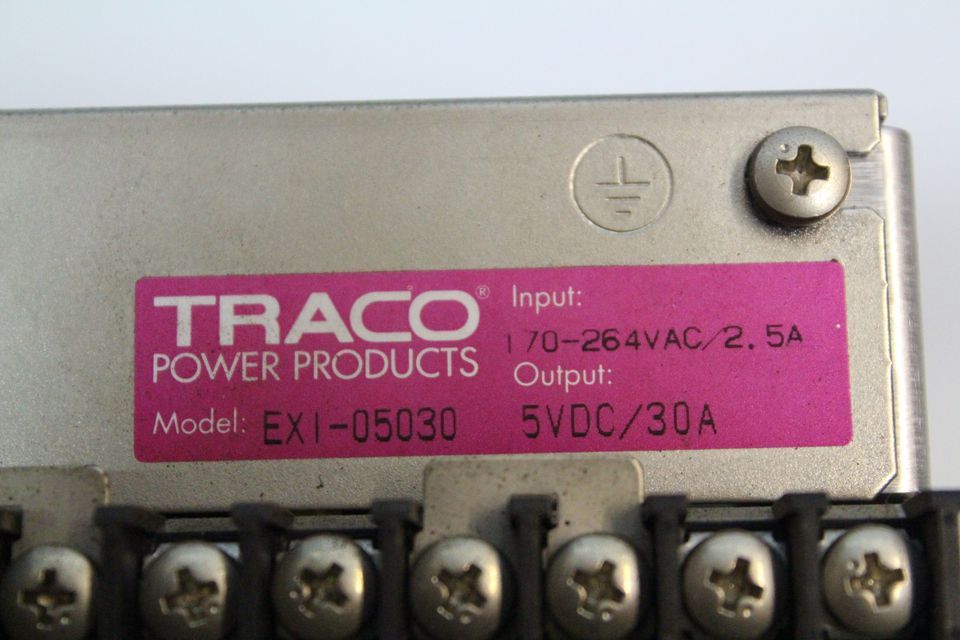 TRACO®
POWER PRODUCTS
Model: EXI-05030
Input:
170-264VAC/2.5A
Output:
5VDC/30A